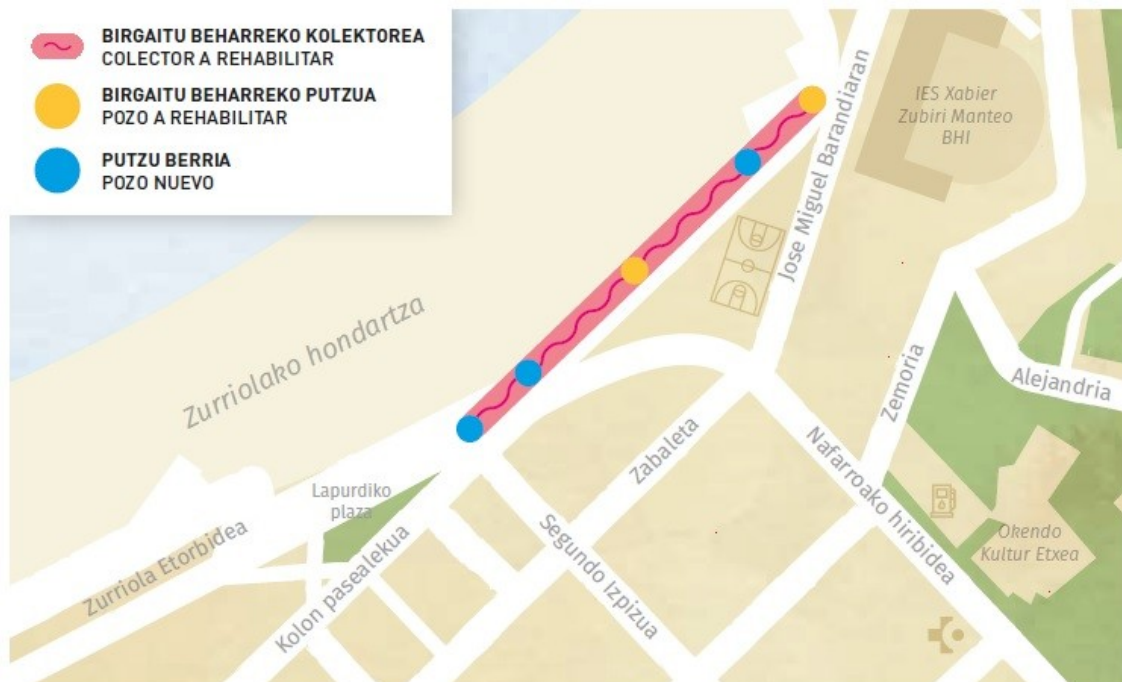 BIRGAITU BEHARREKO KOLEKTOREA
COLECTOR A REHABILITAR
BIRGAITU BEHARREKO PUTZUA
POZO A REHABILITAR
PUTZU BERRIA
POZO NUEVO
IES Xabier
Zubiri Manteo
BHI
Jose Miguel Barandiaran
Zurriolako hondartza
Zemoria
Alejandria
Zabaleta
Nafarroako hiribidea
Lapurdiko
plaza
Segundo Izpizua
Okendo
Kultur Etxea
Zurriola Etorbidea
Kolon pasealekua